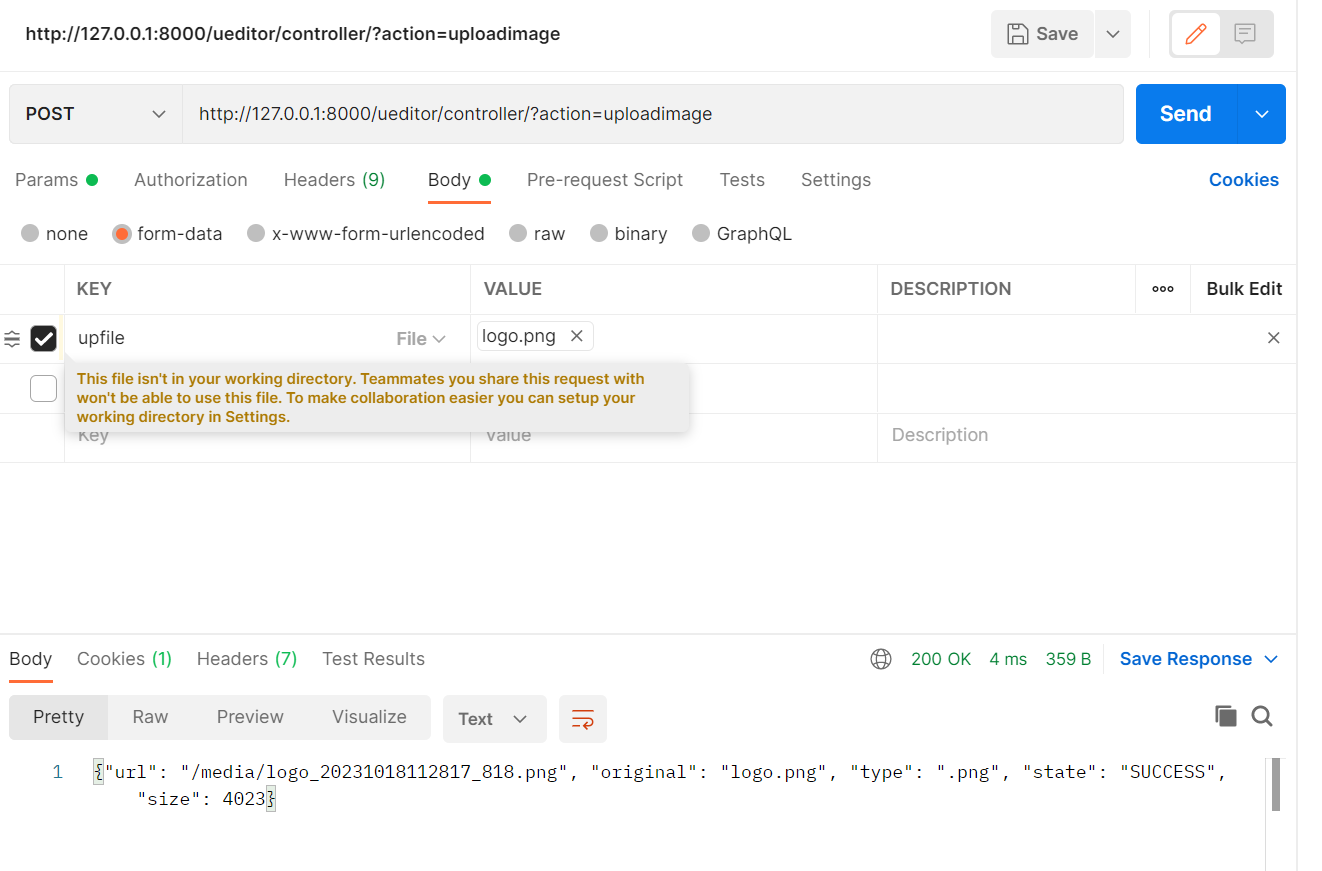 http://127.0.0.1:8000/ueditor/controller/?action=uploadimage
Save
POST
http://127.0.0.1:8000/ueditor/controller/?action=uploadimage
Send
Params Authorization Headers (9) Body Pre-request Script Tests Settings Cookies
none form-data x-www-form-urlencoded raw binary GraphQL
KEY VALUE DESCRIPTION Bulk Edit
upfile File logo.png
This file isn't in your working directory. Teammates you share this request with
won't be able to use this file. To make collaboration easier you can setup your
working directory in Settings.
Key Value Description
Body Cookies (1) Headers (7) Test Results 200 OK 4 ms 359 B Save Response
Pretty Raw Preview Visualize Text
1 {"url": "/media/logo_20231018112817_818.png", "original": "logo.png", "type": ".png", "state": "SUCCESS",
"size": 4023}